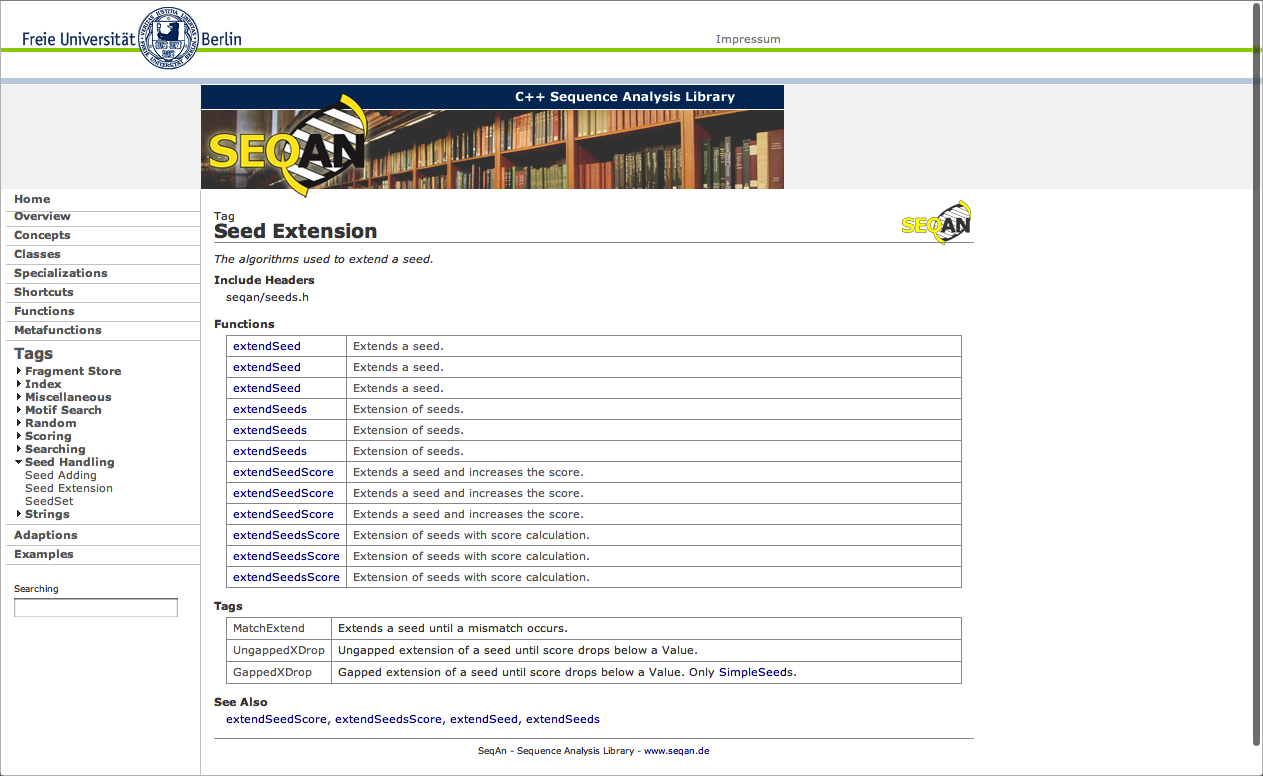 Freie Universität Berlin
Impressum
C++ Sequence Analysis Library
SEQAN
Home
Overview
Concepts
Classes
Specializations
Shortcuts
Functions
Metafunctions
Tags
Fragment Store
Index
Miscellaneous
Motif Search
Random
Scoring
Searching
Seed Handling
Seed Adding
Seed Extension
SeedSet
Strings
Adaptions
Examples
Searching
Tag
SEQAN
Seed Extension
The algorithms used to extend a seed.
Include Headers
seqan/seeds.h
Functions
extendSeed Extends a seed.
extendSeed Extends a seed.
extendSeed Extends a seed.
extendSeeds Extension of seeds.
extendSeeds Extension of seeds.
extendSeeds Extension of seeds.
extendSeedScore Extends a seed and increases the score.
extendSeedScore Extends a seed and increases the score.
extendSeedScore Extends a seed and increases the score.
extendSeedsScore Extension of seeds with score calculation.
extendSeedsScore Extension of seeds with score calculation.
extendSeedsScore Extension of seeds with score calculation.
Tags
MatchExtend Extends a seed until a mismatch occurs.
UngappedXDrop Ungapped extension of a seed until score drops below a Value.
GappedXDrop Gapped extension of a seed until score drops below a Value. Only SimpleSeeds.
See Also
extendSeedScore, extendSeedsScore, extendSeed, extendSeeds
SeqAn - Sequence Analysis Library - www.seqan.de